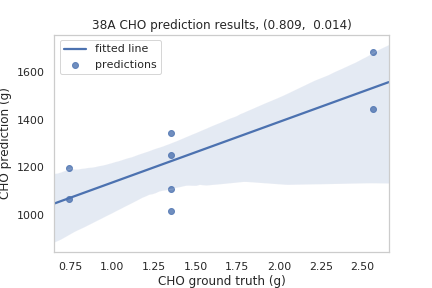 38A CHO prediction results, (0.809, 0.014)
fitted line
predictions
CHO prediction (g)
1600
1400
1200
1000
0.75 1.00 1.25 1.50 1.75 2.00 2.25 2.50
CHO ground truth (g)